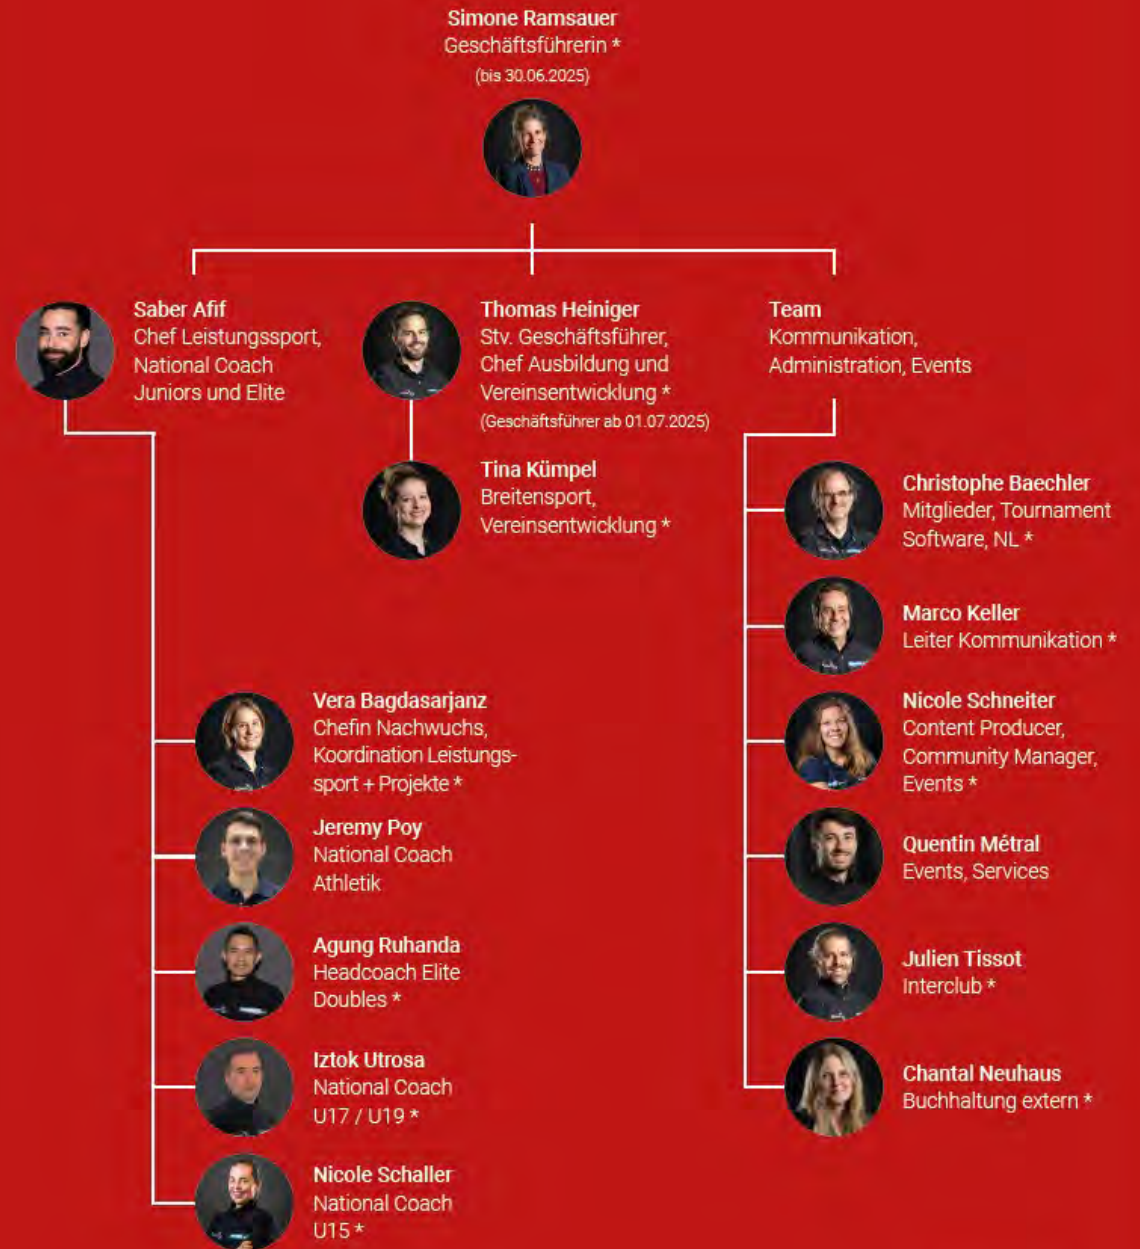 Simone Ramsauer
Geschäftsführerin *
(bis 30.06.2025)
Saber Afif
Chef Leistungssport,
National Coach
Juniors und Elite
Thomas Heiniger
Stv. Geschäftsführer,
Chef Ausbildung und
Vereinsentwicklung *
(Geschäftsführer ab 01.07.2025)
Tina Kümpel
Breitensport,
Vereinsentwicklung *
Team
Kommunikation,
Administration, Events
Vera Bagdasarjanz
Chefin Nachwuchs,
Koordination Leistungs-
sport + Projekte *
Jeremy Poy
National Coach
Athletik
Agung Ruhanda
Headcoach Elite
Doubles *
Iztok Utrosa
National Coach
U17 / U19 *
Nicole Schaller
National Coach
U15 *
Christophe Baechler
Mitglieder, Tournament
Software, NL *
Marco Keller
Leiter Kommunikation *
Nicole Schneiter
Content Producer,
Community Manager,
Events *
Quentin Métral
Events, Services
Julien Tissot
Interclub *
Chantal Neuhaus
Buchhaltung extern *